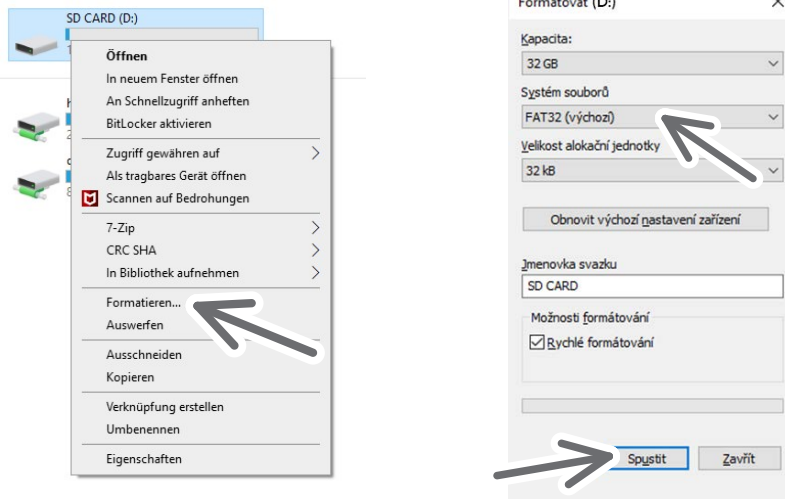 SD CARD (D:)
Öffnen
In neuem Fenster öffnen
An Schnellzugriff anheften
BitLocker aktivieren
Zugriff gewähren auf
Als tragbares Gerät öffnen
Scannen auf Bedrohungen
7-Zip
CRC SHA
In Bibliothek aufnehmen
Formatieren...
Auswerfen
Ausschneiden
Kopieren
Verknüpfung erstellen
Umbenennen
Eigenschaften
Formátovat (D:)
Kapacita:
32 GB
Systém souborů
FAT32 (výchozí)
Velikost alokační jednotky
32 kB
Obnovit výchozí nastavení zařízení
Jmenovka svazku
SD CARD
Možnosti formátování
Rychlé formátování
Spustit
Zavřít